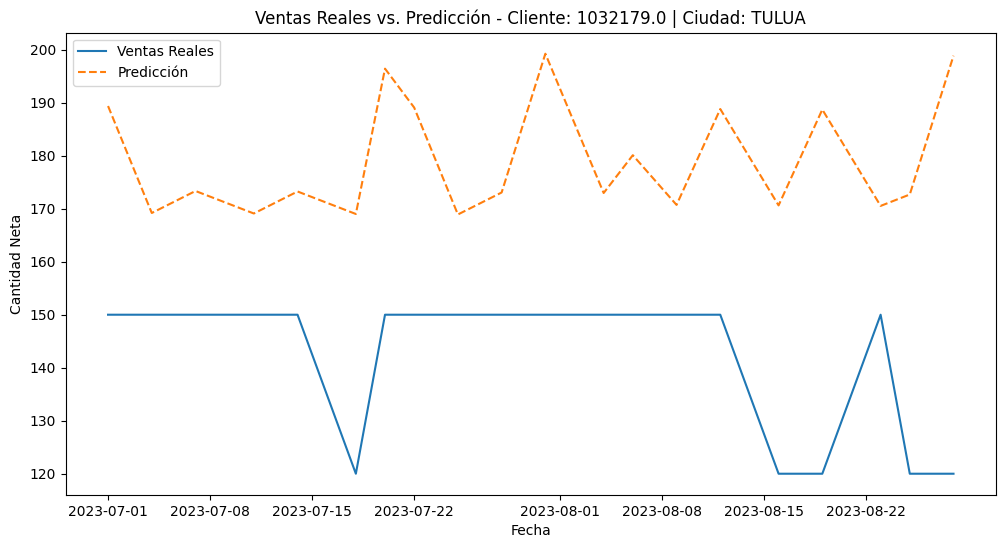 Ventas Reales vs. Predicción - Cliente: 1032179.0 | Ciudad: TULUA
Ventas Reales
Predicción
Cantidad Neta
200
190
180
170
160
150
140
130
120
2023-07-01 2023-07-08 2023-07-15 2023-07-22 2023-08-01 2023-08-08 2023-08-15 2023-08-22
Fecha